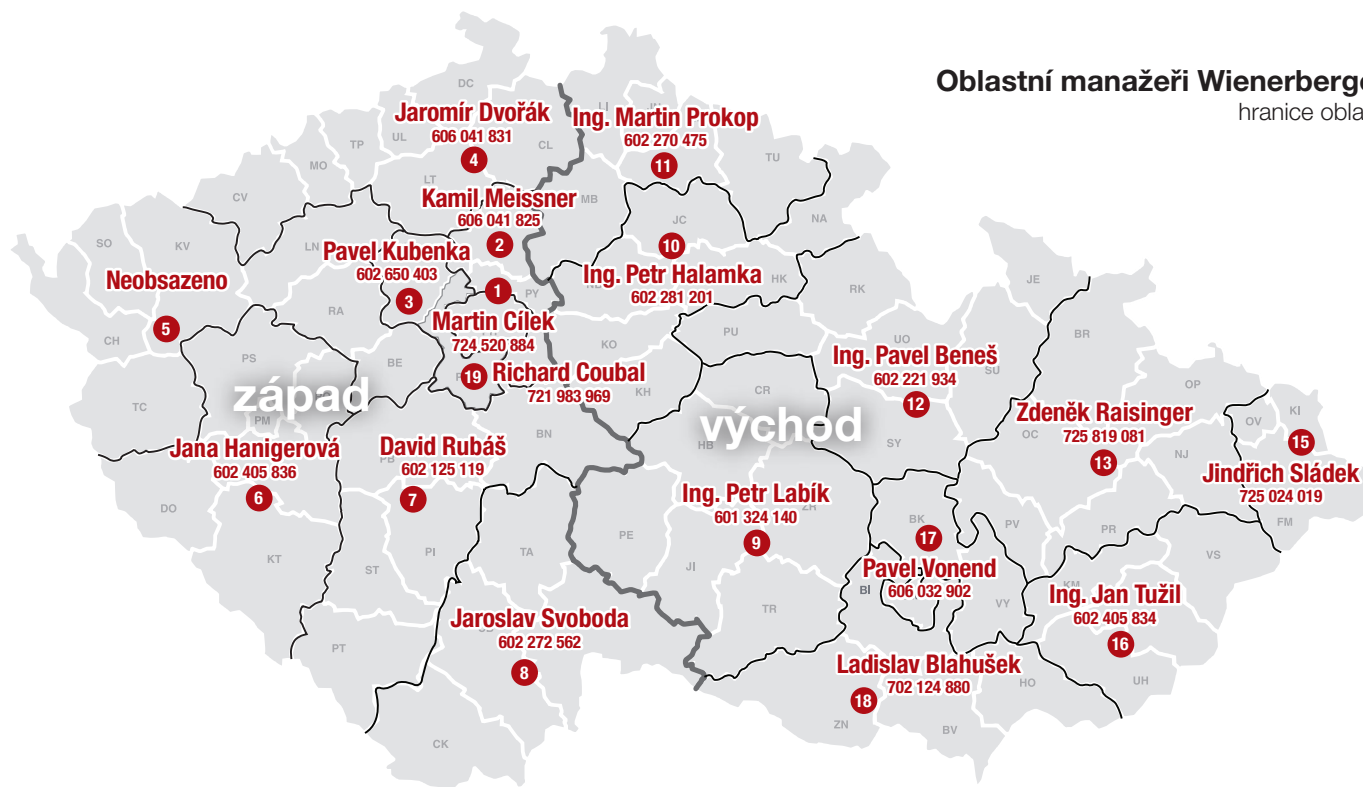 Oblastní manažeři Wienerberge
hranice obla
DC
LI
Jaromír Dvořák
606 041 831
4
UL
CL
TP
MO
CV
LT
Ing. Martin Prokop
602 270 475
11
TU
MB
Kamil Meissner
606 041 825
2
JC
10
NA
SO
KV
LN
Pavel Kubenka
602 650 403
3
Ing. Petr Halamka
602 281 201
HK
RK
JE
Neobsazeno
5
CH
RA
1
PY
Martin Cílek
724 520 884
KO
PU
UO
BR
PS
BE
19
Richard Coubal
721 983 969
KH
CR
Ing. Pavel Beneš
602 221 934
12
SU
OP
západ
východ
TC
PM
BN
HB
SY
Zdeněk Raisinger
725 819 081
13
OC
OV
KI
15
Jana Hanigerová
602 405 836
6
PB
David Rubáš
602 125 119
7
NJ
Jindřich Sládek
725 024 019
FM
DO
Ing. Petr Labík
601 324 140
9
ZR
KT
ST
PI
TA
PE
JI
BK
17
PV
PR
VS
Pavel Vonend
606 032 902
BI
TR
VY
KM
Ing. Jan Tužil
602 405 834
16
PT
Jaroslav Svoboda
602 272 562
8
Ladislav Blahušek
702 124 880
18
HO
UH
CK
ZN
BV